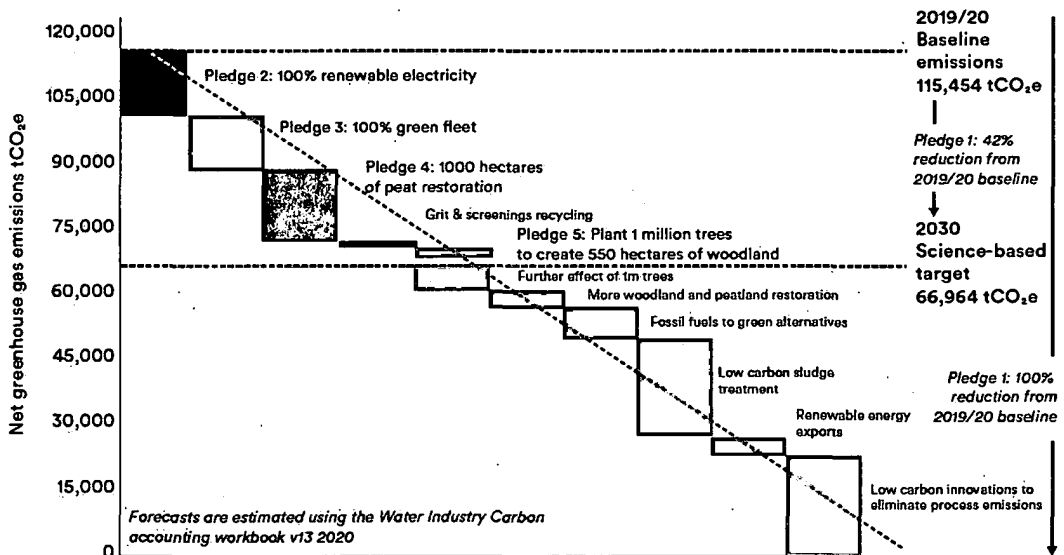 Net greenhouse gas emissions tCO₂e
120,000
105,000
90,000
75,000
60,000
45,000
30,000
15,000
0
Pledge 2: 100% renewable electricity
Pledge 3: 100% green fleet
Pledge 4: 1000 hectares
of peat restoration
Grit & screenings recycling
Pledge 5: Plant 1 million trees
to create 550 hectares of woodland
Further effect of 1m trees
More woodland and peatland restoration
Fossil fuels to green alternatives
Low carbon sludge
treatment
Renewable energy
exports
Low carbon innovations to
eliminate process emissions
Forecasts are estimated using the Water Industry Carbon
accounting workbook v13 2020
2019/20
Baseline
emissions
115,454 tCO₂e
Pledge 1: 42%
reduction from
2019/20 baseline
2030
Science-based
target
66,964 tCO₂e
Pledge 1: 100%
reduction from
2019/20 baseline